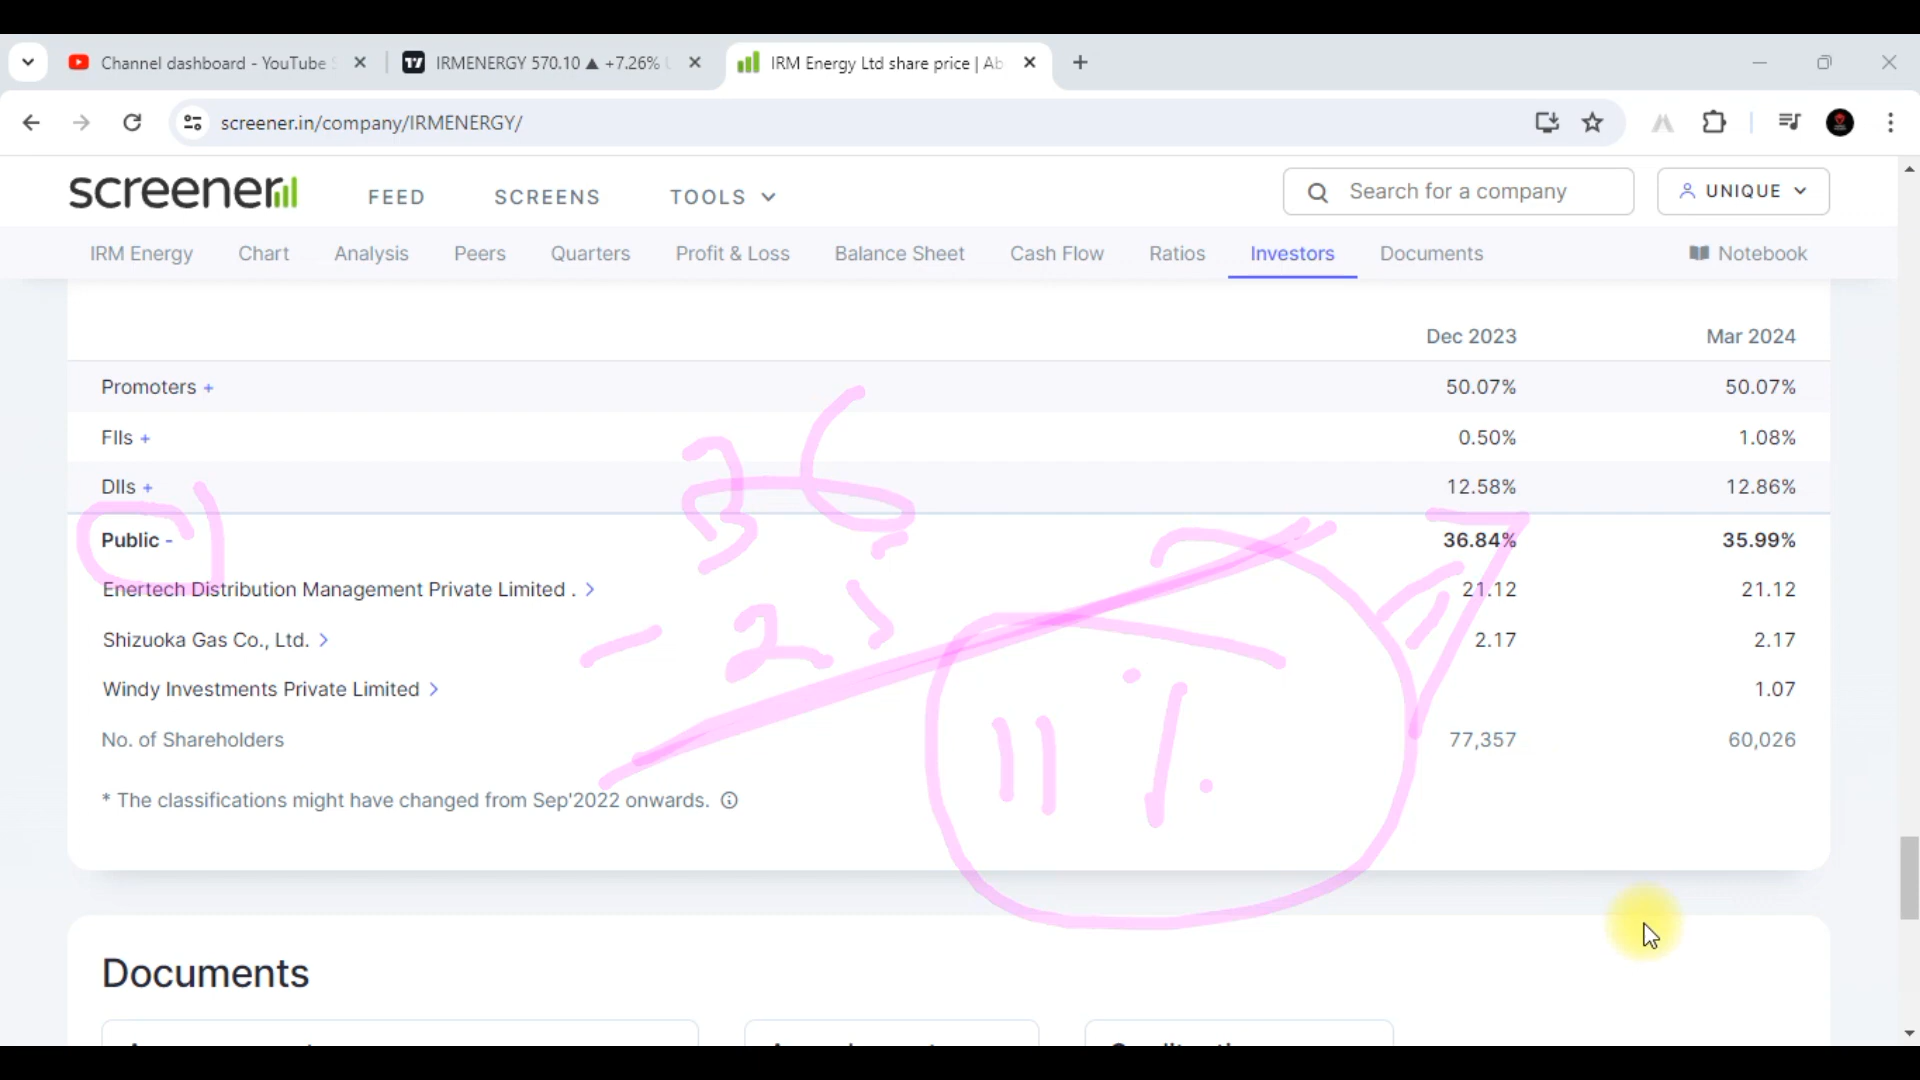 Channel dashboard - YouTube S
IRMENERGY 570.10 ▲ +7.26% U
IRM Energy Ltd share price | Ab
screener.in/company/IRMENERGY/
screener
FEED
SCREENS
TOOLS
Search for a company
UNIQUE
IRM Energy
Chart
Analysis
Peers
Quarters
Profit & Loss
Balance Sheet
Cash Flow
Ratios
Investors
Documents
Notebook
Dec 2023 Mar 2024
Promoters + 50.07% 50.07%
FIIs + 0.50% 1.08%
DIIs + 12.58% 12.86%
Public - 36.84% 35.99%
Enertech Distribution Management Private Limited . > 21.12 21.12
Shizuoka Gas Co., Ltd. > 2.17 2.17
Windy Investments Private Limited > 1.07
No. of Shareholders 77,357 60,026
* The classifications might have changed from Sep'2022 onwards.
36
- 25
11 %
Documents